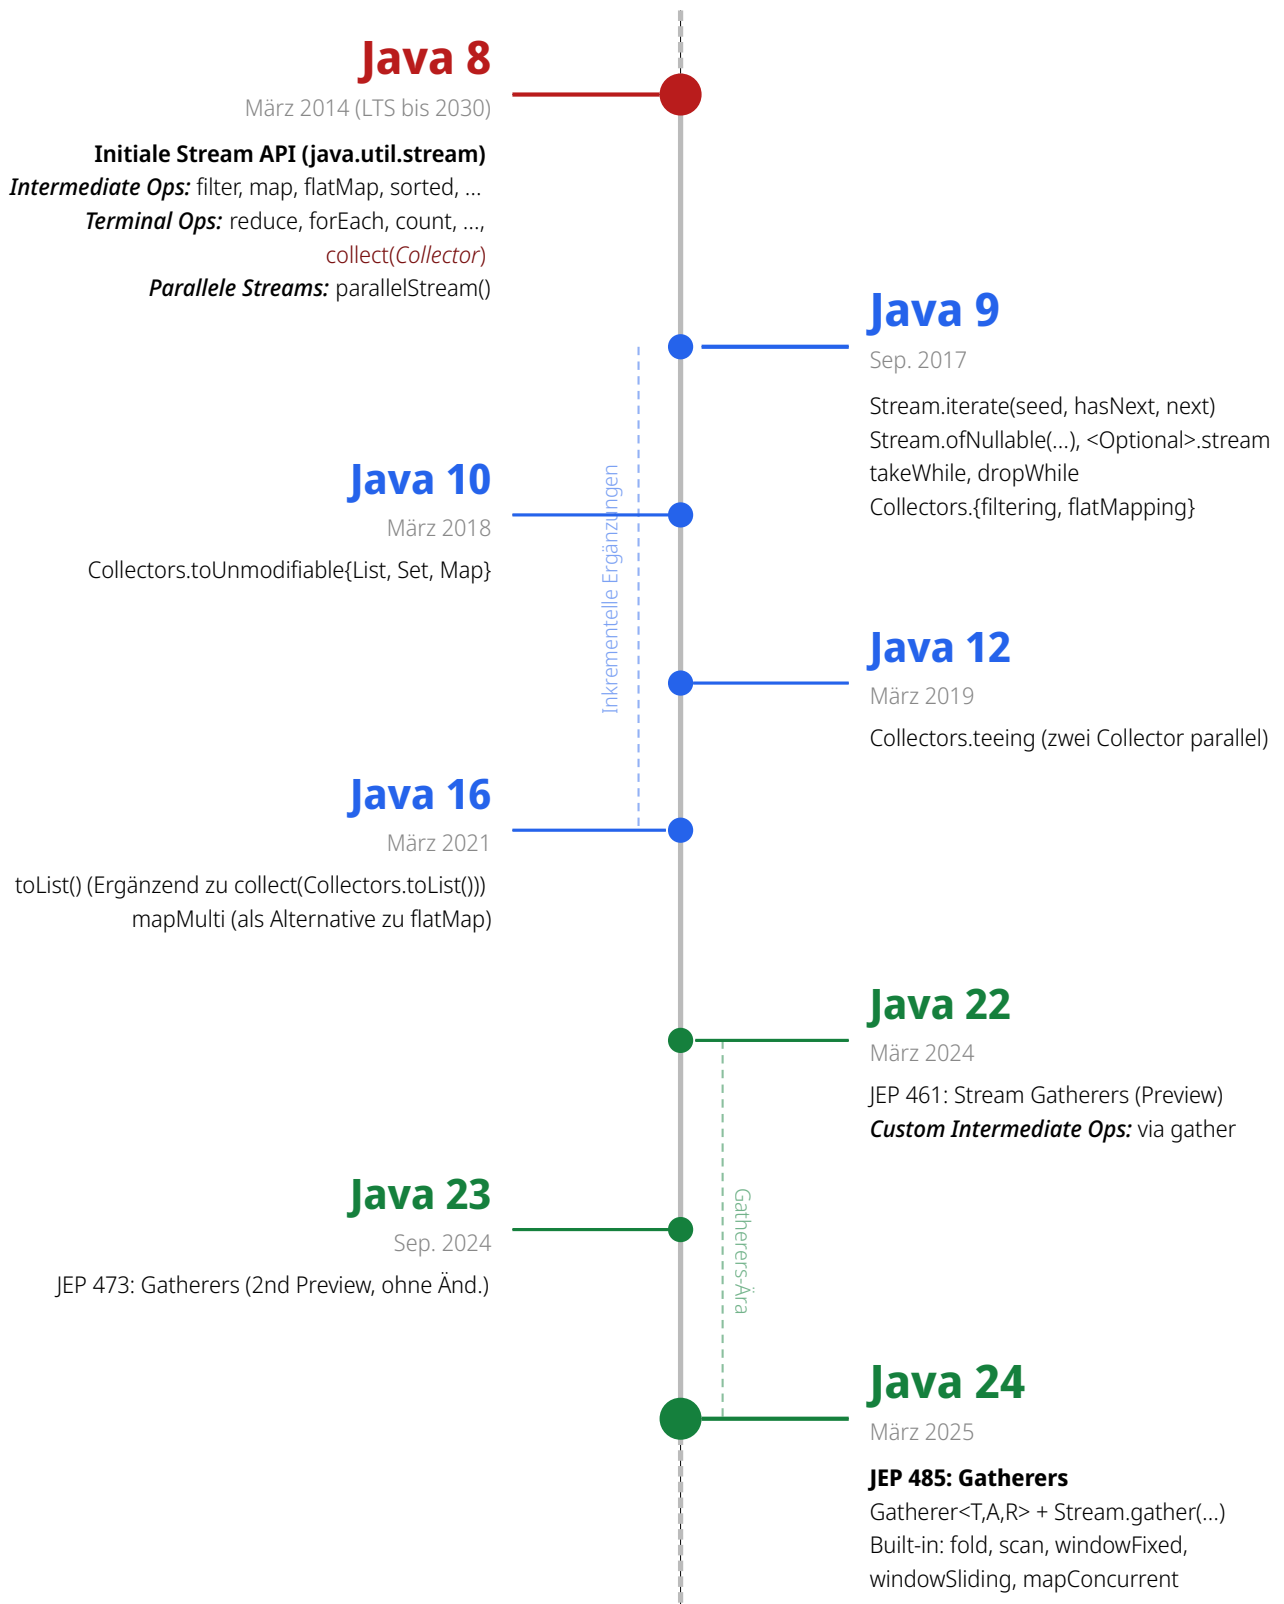 Java 8
März 2014 (LTS bis 2030)
Initiale Stream API (java.util.stream)
Intermediate Ops: filter, map, flatMap, sorted, ...
Terminal Ops: reduce, forEach, count, ...,
collect(Collector)
Parallele Streams: parallelStream()
Java 9
Sep. 2017
Stream.iterate(seed, hasNext, next)
Stream.ofNullable(...), <Optional>.stream
takeWhile, dropWhile
Collectors.{filtering, flatMapping}
Inkrementelle Ergänzungen
Java 10
März 2018
Collectors.toUnmodifiable{List, Set, Map}
Java 12
März 2019
Collectors.teeing (zwei Collector parallel)
Java 16
März 2021
toList() (Ergänzend zu collect(Collectors.toList()))
mapMulti (als Alternative zu flatMap)
Java 22
März 2024
JEP 461: Stream Gatherers (Preview)
Custom Intermediate Ops: via gather
Gatherers-Ära
Java 23
Sep. 2024
JEP 473: Gatherers (2nd Preview, ohne Änd.)
Java 24
März 2025
JEP 485: Gatherers
Gatherer<T,A,R> + Stream.gather(...)
Built-in: fold, scan, windowFixed,
windowSliding, mapConcurrent